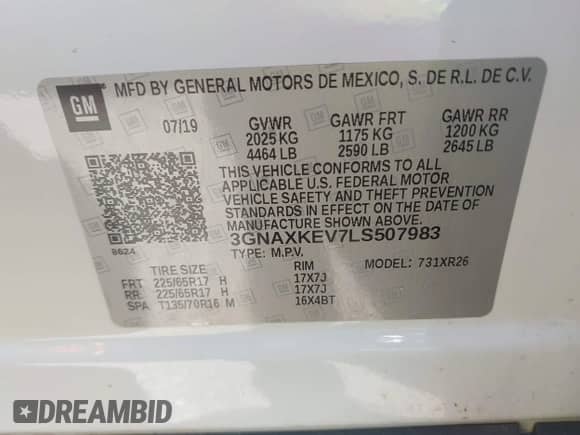 GM
MFD BY GENERAL MOTORS DE MEXICO, S. DE R.L. DE C.V.
07/19 GVWR GAWR FRT GAWR RR
2025 KG 1175 KG 1200 KG
4464 LB 2590 LB 2645 LB
THIS VEHICLE CONFORMS TO ALL
APPLICABLE U.S. FEDERAL MOTOR
VEHICLE SAFETY AND THEFT PREVENTION
STANDARDS IN EFFECT ON THE DATE OF
MANUFACTURE SHOWN ABOVE.
8624 3GNAXKEV7LS507983
TYPE: M.P.V.
TIRE SIZE RIM MODEL: 731XR26
FRT 225/65R17 H 17X7J
RR 225/65R17 H 17X7J
SPA T135/70R16 M 16X4BT
DREAMBID